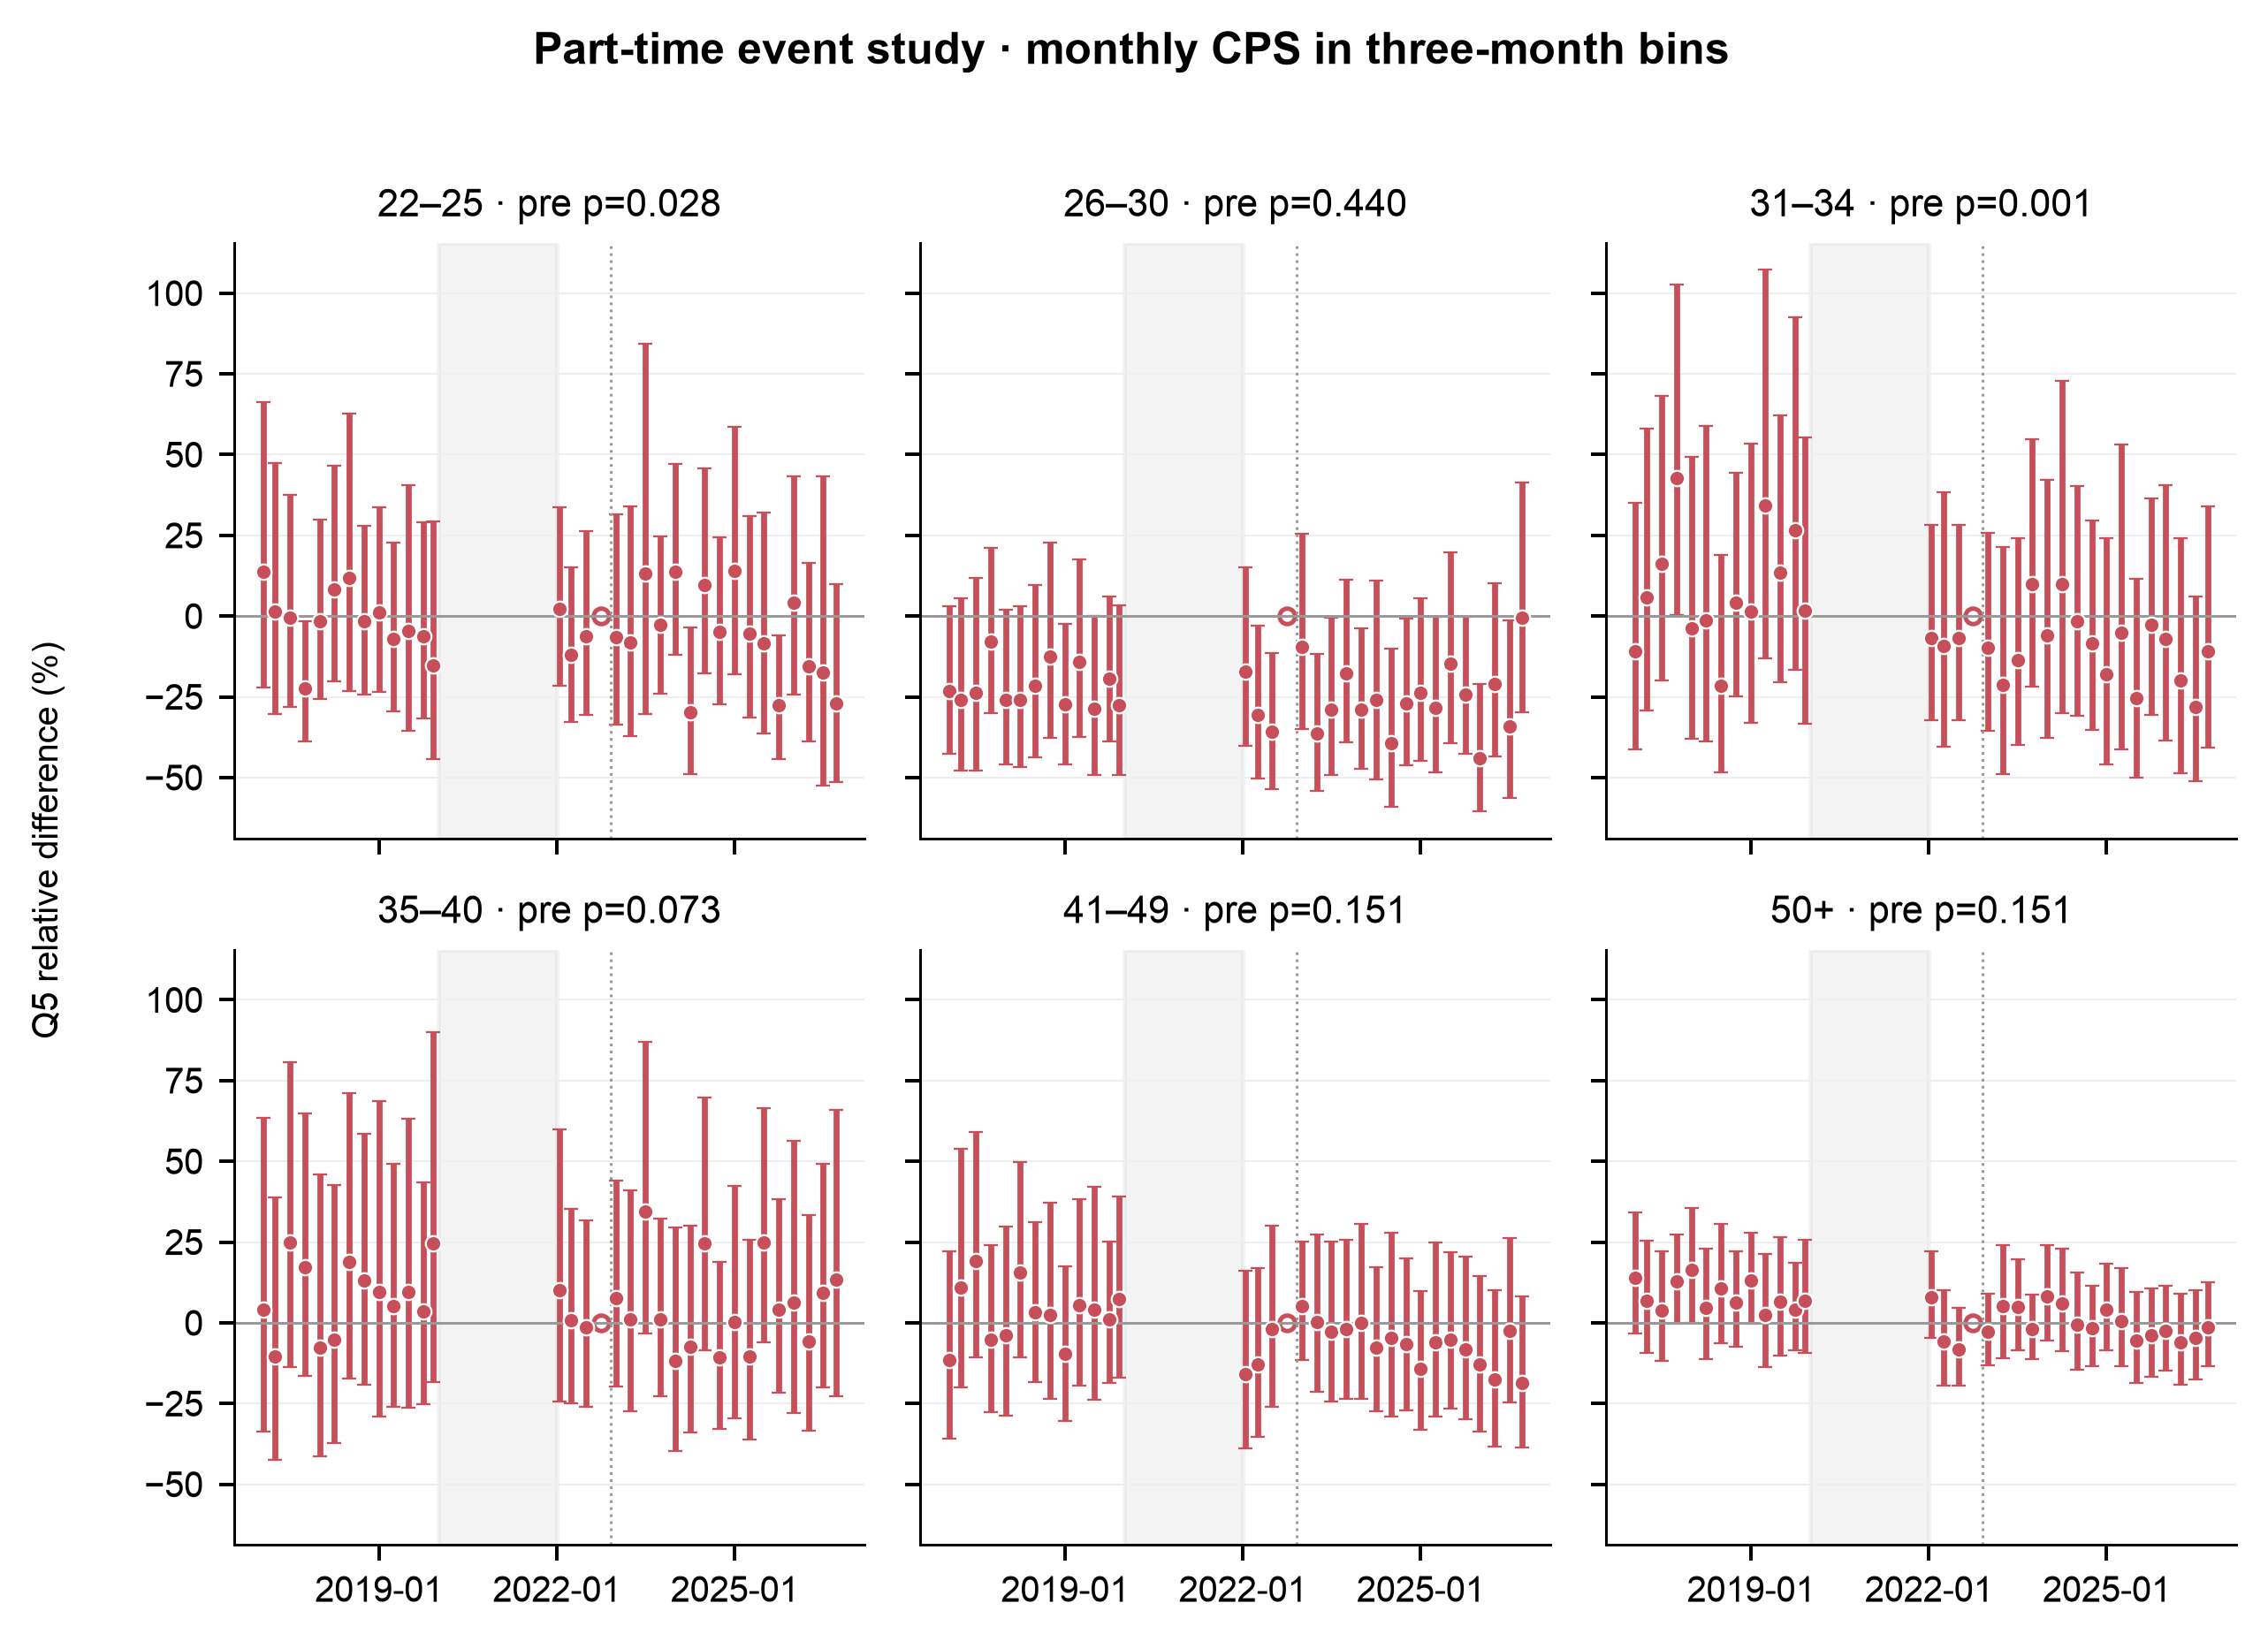 Part-time event study · monthly CPS in three-month bins
22–25 · pre p=0.028
26–30 · pre p=0.440
31–34 · pre p=0.001
100
75
50
25
0
−25
−50
Q5 relative difference (%)
35–40 · pre p=0.073
41–49 · pre p=0.151
50+ · pre p=0.151
100
75
50
25
0
−25
−50
2019-01 2022-01 2025-01
2019-01 2022-01 2025-01
2019-01 2022-01 2025-01